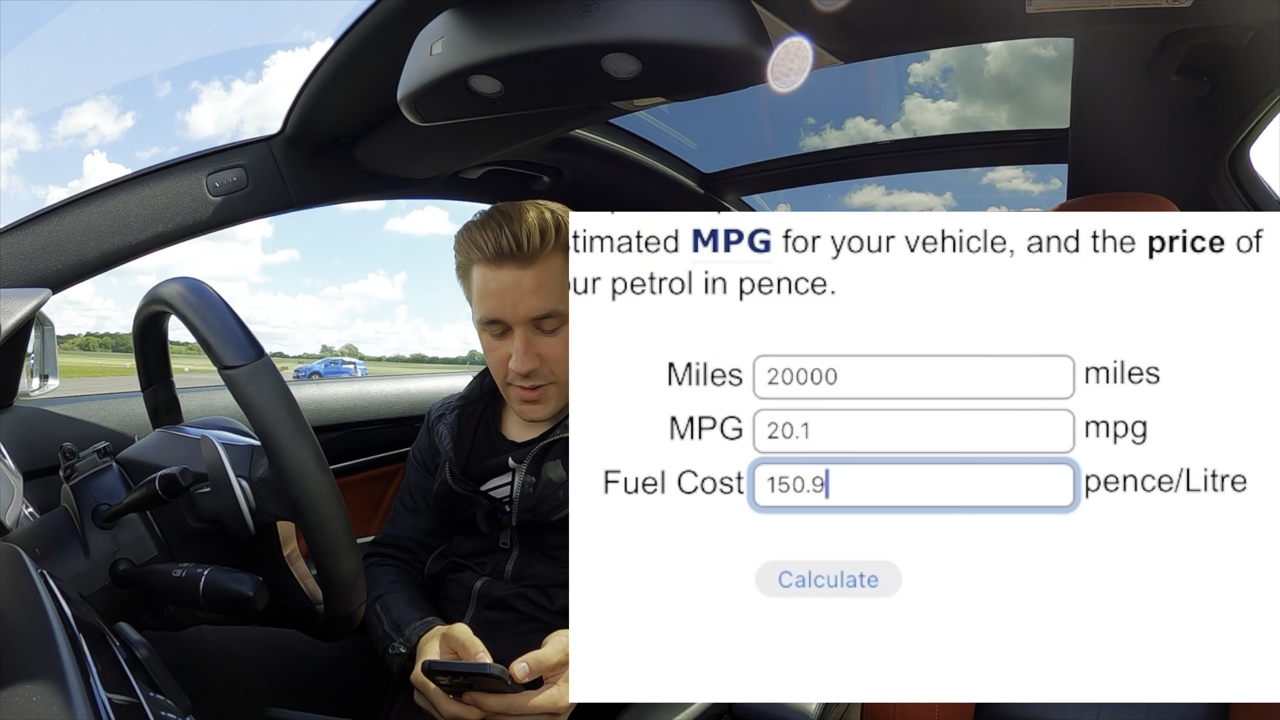 timated MPG for your vehicle, and the price of
ur petrol in pence.
Miles 20000 miles
MPG 20.1 mpg
Fuel Cost 150.9 pence/Litre
Calculate